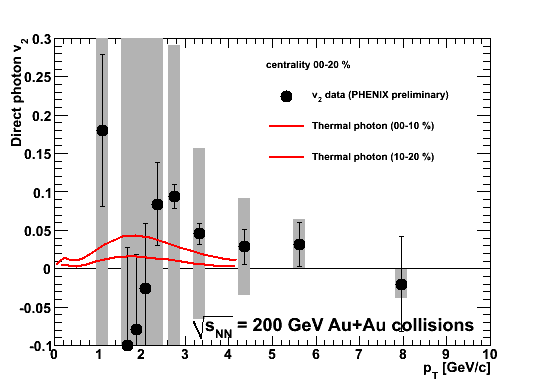 Direct photon v2
0.3
0.25
0.2
0.15
0.1
0.05
0
-0.05
-0.1
centrality 00-20 %
v2 data (PHENIX preliminary)
Thermal photon (00-10 %)
Thermal photon (10-20 %)
√sNN = 200 GeV Au+Au collisions
0 1 2 3 4 5 6 7 8 9 10
pT [GeV/c]